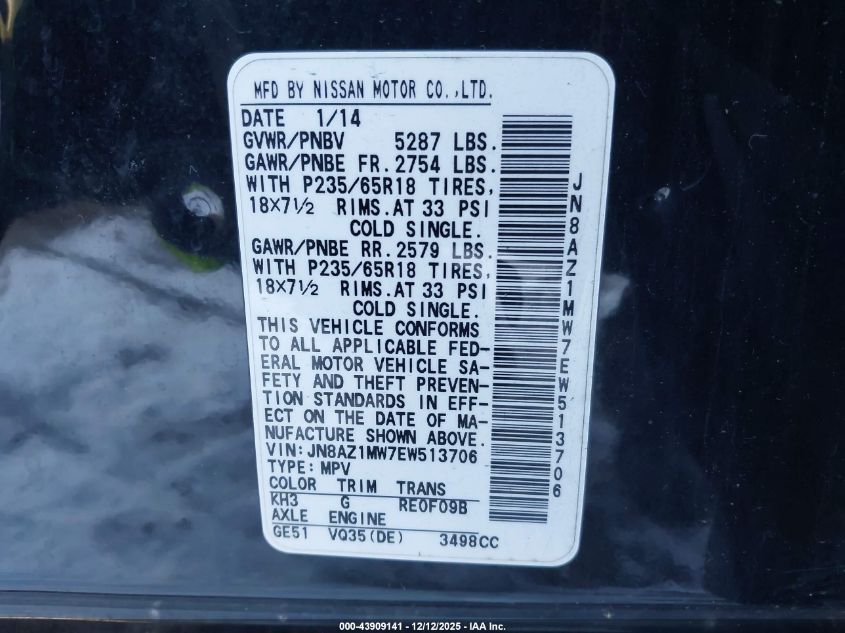 MFD BY NISSAN MOTOR CO.,LTD.
DATE 1/14
GVWR/PNBV 5287 LBS.
GAWR/PNBE FR. 2754 LBS.
WITH P235/65R18 TIRES,
18×7½ RIMS. AT 33 PSI
COLD SINGLE.
GAWR/PNBE RR. 2579 LBS.
WITH P235/65R18 TIRES,
18×7½ RIMS. AT 33 PSI
COLD SINGLE.
THIS VEHICLE CONFORMS
TO ALL APPLICABLE FED-
ERAL MOTOR VEHICLE SA-
FETY AND THEFT PREVEN-
TION STANDARDS IN EFF-
ECT ON THE DATE OF MA-
NUFACTURE SHOWN ABOVE.
VIN: JN8AZ1MW7EW513706
TYPE: MPV
COLOR TRIM TRANS
KH3 G RE0F09B
AXLE ENGINE
GE51 VQ35(DE) 3498CC
JN8AZ1MW7EW513706
000-43909141 - 12/12/2025 - IAA Inc.